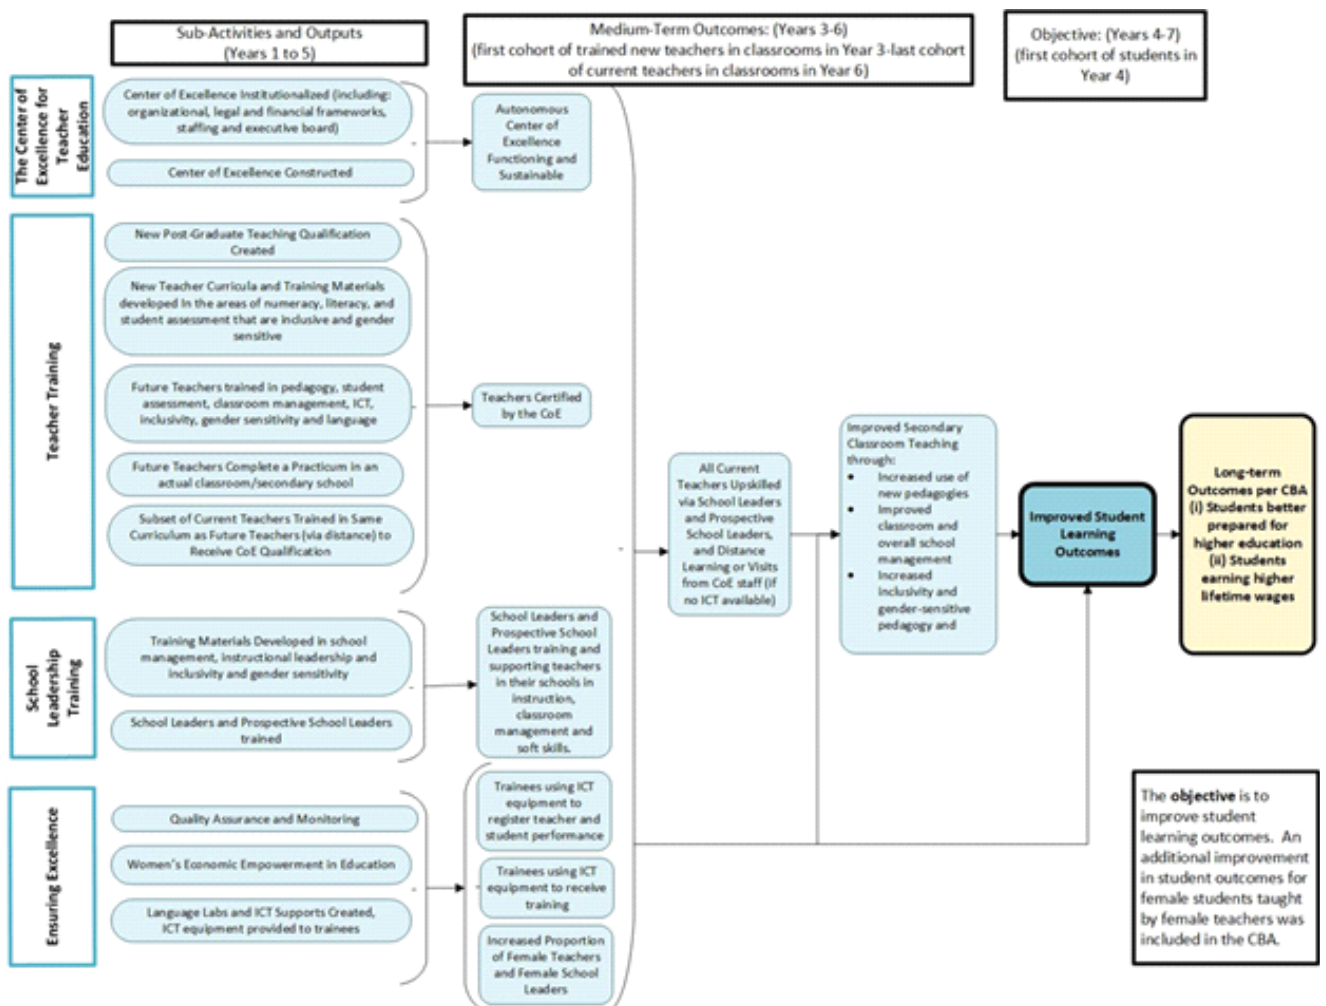 Sub-Activities and Outputs
(Years 1 to 5)
Medium-Term Outcomes: (Years 3-6)
(first cohort of trained new teachers in classrooms in Year 3-last cohort
of current teachers in classrooms in Year 6)
Objective: (Years 4-7)
(first cohort of students in
Year 4)
The Center of
Excellence for
Teacher
Education
Center of Excellence Institutionalized (including:
organizational, legal and financial frameworks,
staffing and executive board)
Center of Excellence Constructed
Autonomous
Center of
Excellence
Functioning and
Sustainable
Teacher Training
New Post-Graduate Teaching Qualification
Created
New Teacher Curricula and Training Materials
developed In the areas of numeracy, literacy, and
student assessment that are inclusive and gender
sensitive
Future Teachers trained in pedagogy, student
assessment, classroom management, ICT,
inclusivity, gender sensitivity and language
Future Teachers Complete a Practicum in an
actual classroom/secondary school
Subset of Current Teachers Trained in Same
Curriculum as Future Teachers (via distance) to
Receive CoE Qualification
Teachers Certified
by the CoE
School
Leadership
Training
Training Materials Developed in school
management, instructional leadership and
inclusivity and gender sensitivity
School Leaders and Prospective School Leaders
trained
School Leaders and
Prospective School
Leaders training and
supporting teachers
in their schools in
instruction,
classroom
management and
soft skills.
Ensuring Excellence
Quality Assurance and Monitoring
Women's Economic Empowerment in Education
Language Labs and ICT Supports Created,
ICT equipment provided to trainees
Trainees using ICT
equipment to
register teacher and
student performance
Trainees using ICT
equipment to receive
training
Increased Proportion
of Female Teachers
and Female School
Leaders
All Current
Teachers Upskilled
via School Leaders
and Prospective
School Leaders,
and Distance
Learning or Visits
from CoE staff (if
no ICT available)
Improved Secondary
Classroom Teaching
through:
• Increased use of
new pedagogies
• Improved
classroom and
overall school
management
• Increased
inclusivity and
gender-sensitive
pedagogy and
Improved Student
Learning
Outcomes
Long-term
Outcomes per CBA
(i) Students better
prepared for
higher education
(ii) Students
earning higher
lifetime wages
The objective is to
improve student
learning outcomes. An
additional improvement
in student outcomes for
female students taught
by female teachers was
included in the CBA.